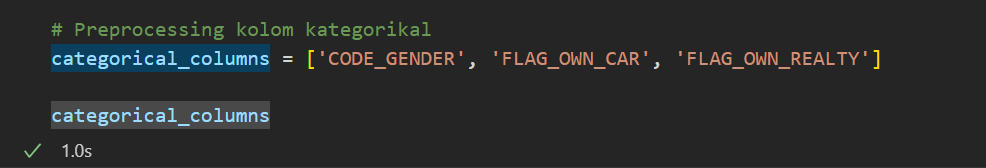 # Preprocessing kolom kategorikal
categorical_columns = ['CODE_GENDER', 'FLAG_OWN_CAR', 'FLAG_OWN_REALTY']
categorical_columns
1.0s